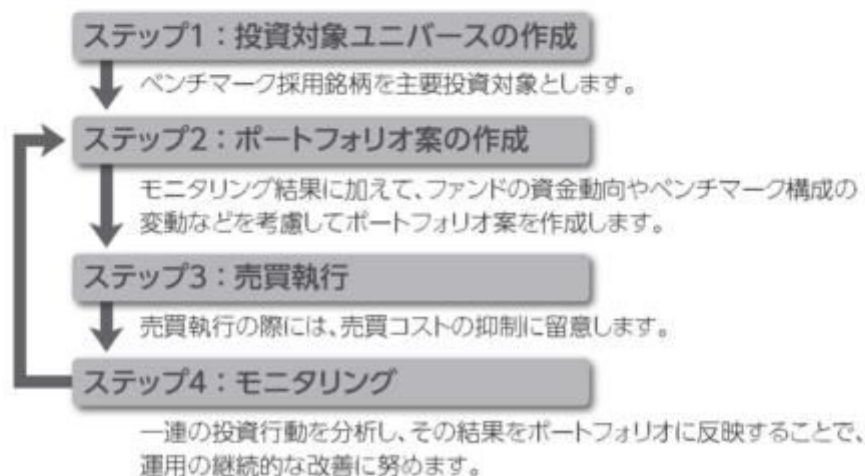 ステップ1：投資対象ユニバースの作成
ベンチマーク採用銘柄を主要投資対象とします。
ステップ2：ポートフォリオ案の作成
モニタリング結果に加えて、ファンドの資金動向やベンチマーク構成の
変動などを考慮してポートフォリオ案を作成します。
ステップ3：売買執行
売買執行の際には、売買コストの抑制に留意します。
ステップ4：モニタリング
一連の投資行動を分析し、その結果をポートフォリオに反映することで、
運用の継続的な改善に努めます。